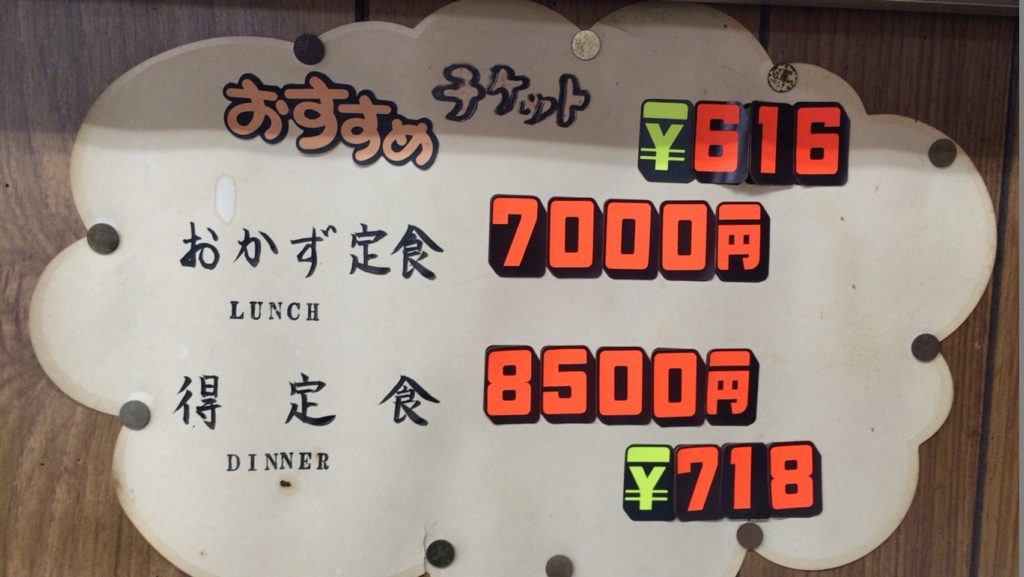 おすすめ チケット
¥616
おかず定食 7000円
LUNCH
得定食 8500円
DINNER
¥718